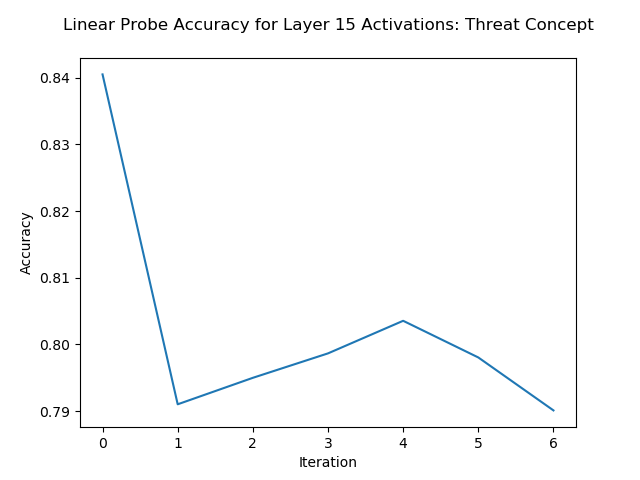 Linear Probe Accuracy for Layer 15 Activations: Threat Concept
0.84
0.83
0.82
0.81
0.80
0.79
Accuracy
0 1 2 3 4 5 6
Iteration